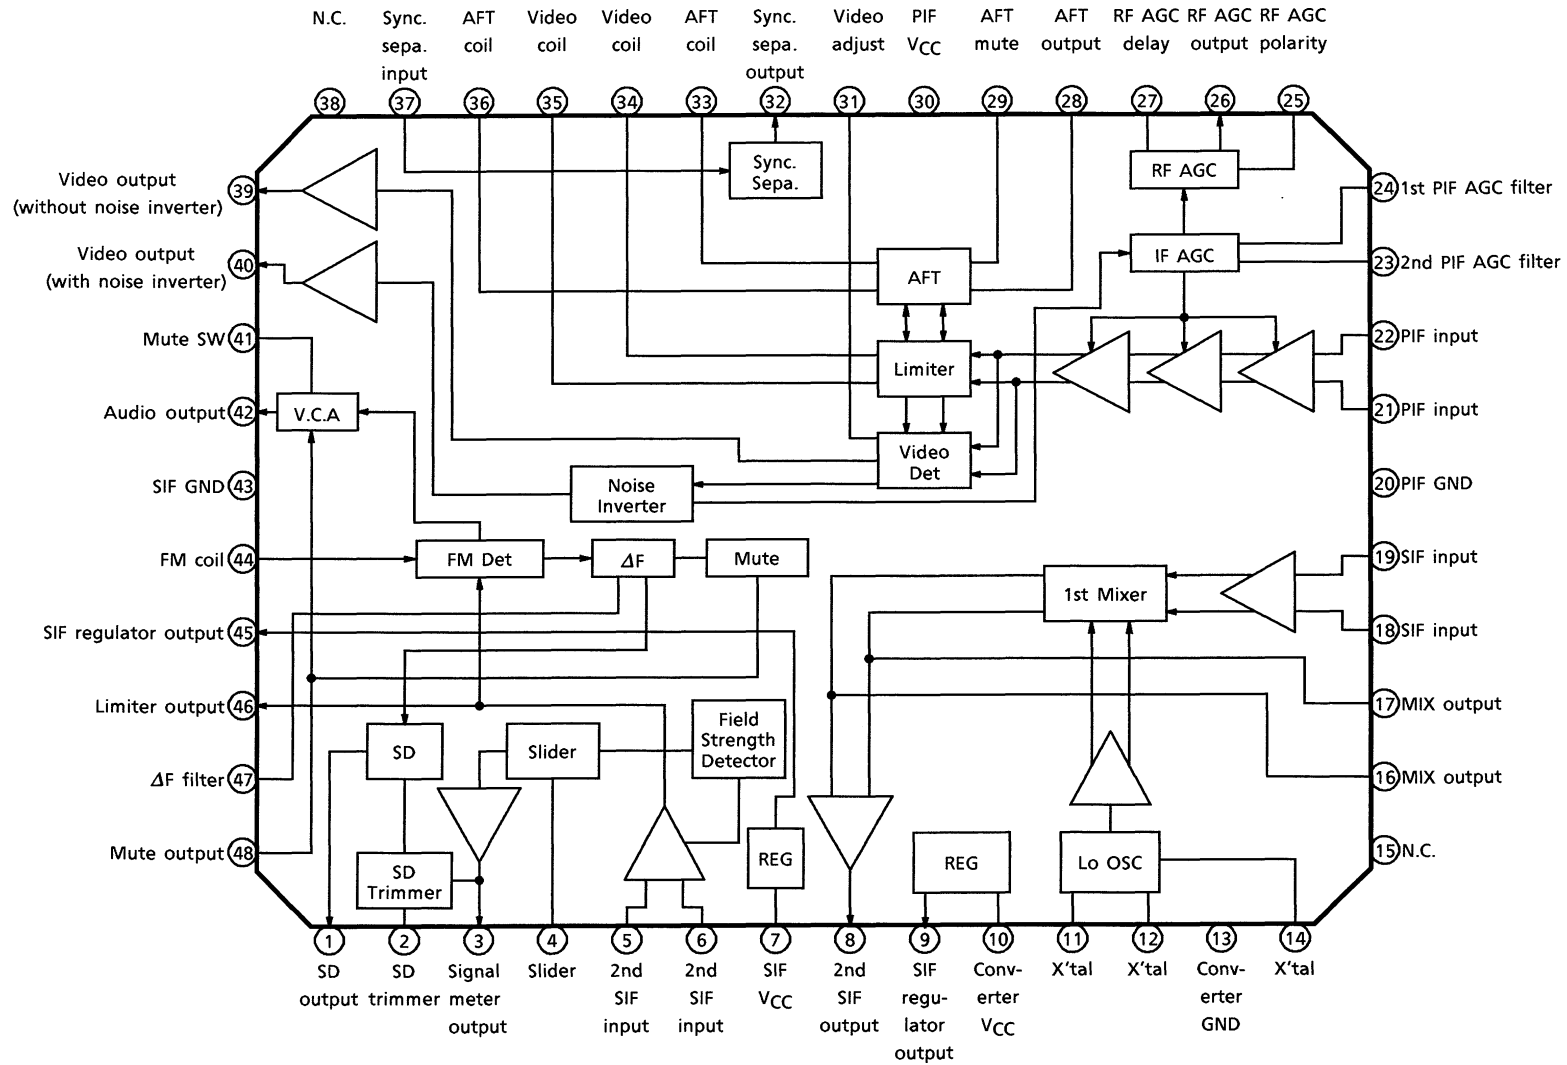 N.C. Sync. AFT Video Video AFT Sync. Video PIF AFT AFT RF AGC RF AGC RF AGC
sepa. coil coil coil coil sepa. adjust VCC mute output delay output polarity
input output
38 37 36 35 34 33 32 31 30 29 28 27 26 25
Sync.
Sepa.
RF AGC
Video output
(without noise inverter)
39
24 1st PIF AGC filter
Video output
(with noise inverter)
40
AFT
IF AGC
23 2nd PIF AGC filter
Mute SW 41
22 PIF input
Limiter
Audio output 42
V.C.A
21 PIF input
Video
Det
SIF GND 43
Noise
Inverter
20 PIF GND
FM coil 44
FM Det
ΔF
Mute
19 SIF input
1st Mixer
SIF regulator output 45
18 SIF input
Limiter output 46
17 MIX output
Field
Strength
Detector
SD
Slider
ΔF filter 47
16 MIX output
Mute output 48
15 N.C.
SD
Trimmer
REG
REG
Lo OSC
1 2 3 4 5 6 7 8 9 10 11 12 13 14
SD SD Signal Slider 2nd 2nd SIF 2nd SIF Conv- X'tal X'tal Conv- X'tal
output trimmer meter SIF SIF VCC SIF regu- erter erter
output input input output lator VCC GND
output